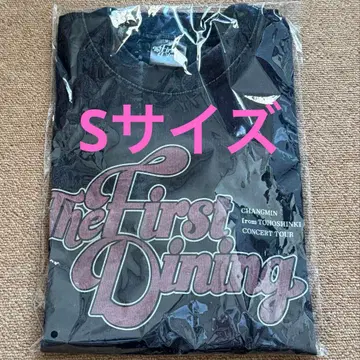 Sサイズ
The First
Dining
CHANGMIN
from TOHOSHINKI
CONCERT TOUR